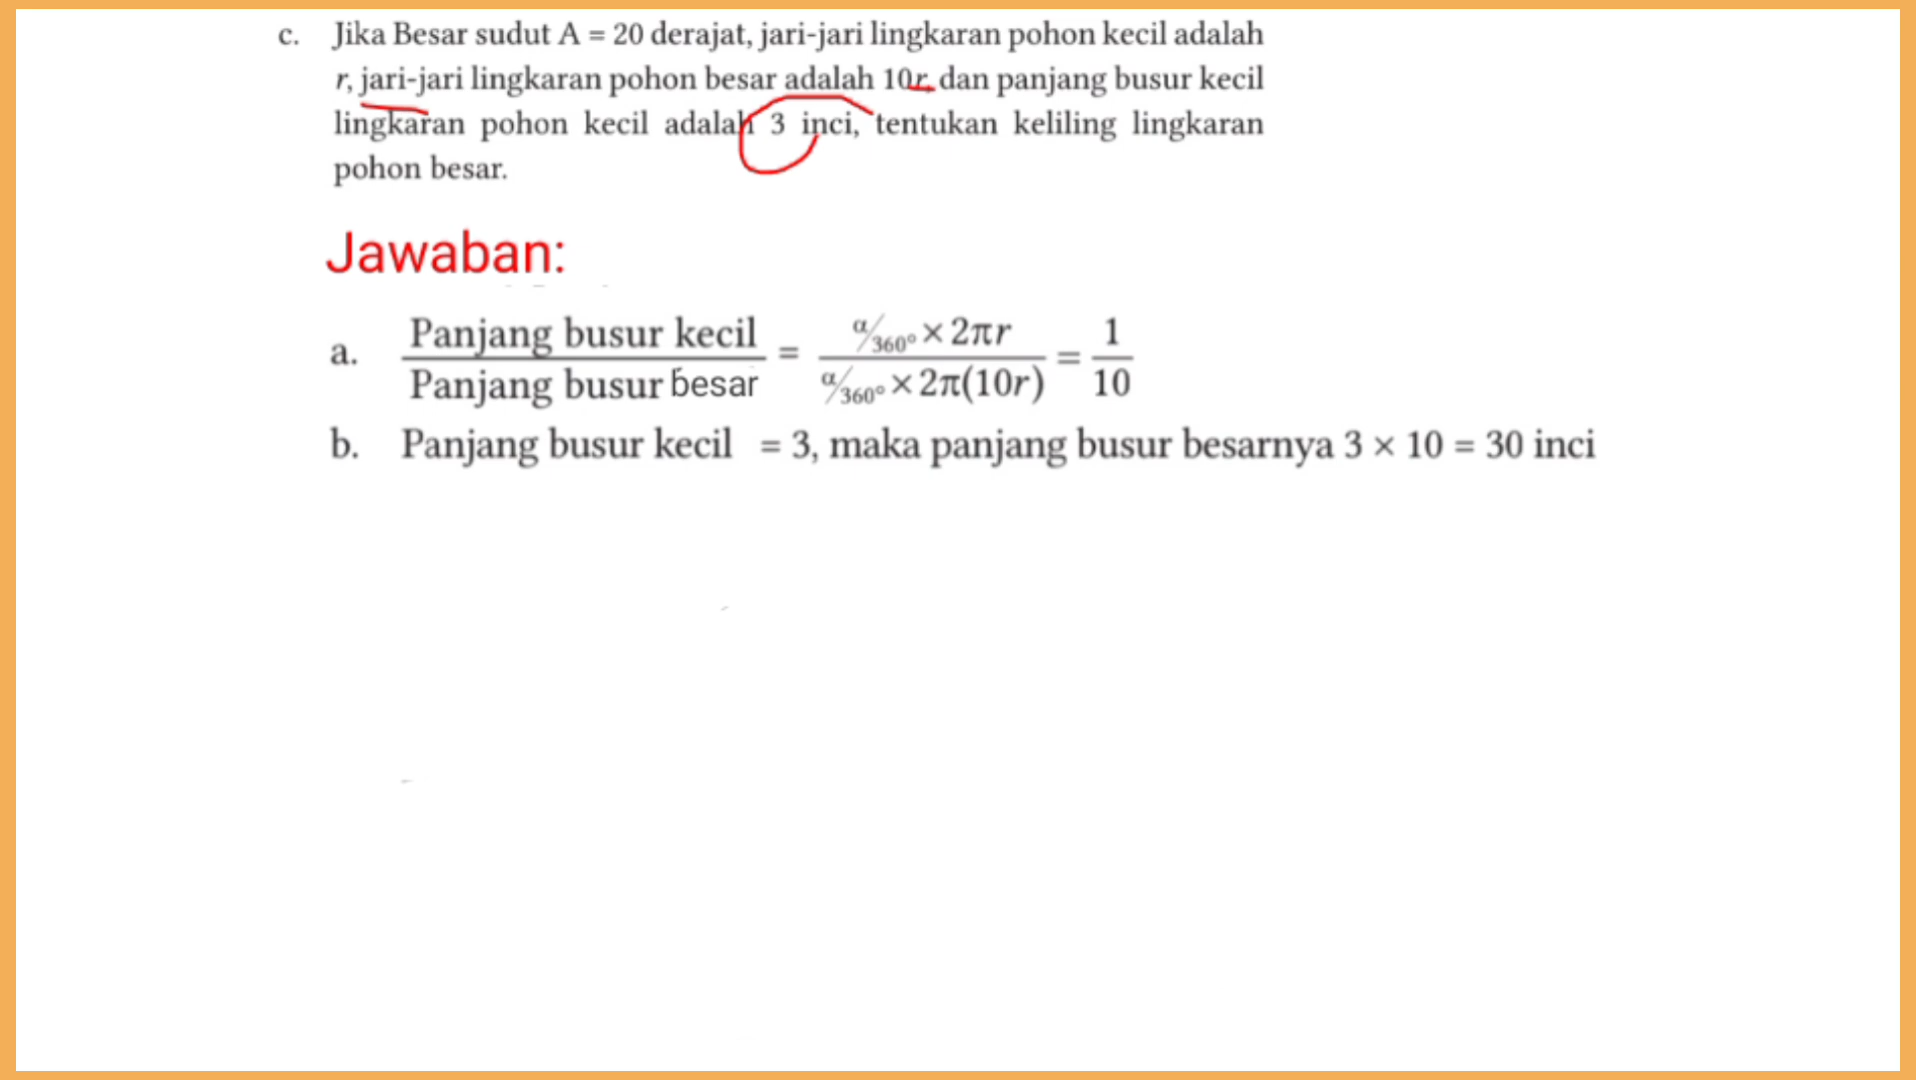 c. Jika Besar sudut A = 20 derajat, jari-jari lingkaran pohon kecil adalah
r, jari-jari lingkaran pohon besar adalah 10r, dan panjang busur kecil
lingkaran pohon kecil adalah 3 inci, tentukan keliling lingkaran
pohon besar.
Jawaban:
a. Panjang busur kecil / Panjang busur besar = α/360° × 2πr / α/360° × 2π(10r) = 1/10
b. Panjang busur kecil = 3, maka panjang busur besarnya 3 × 10 = 30 inci